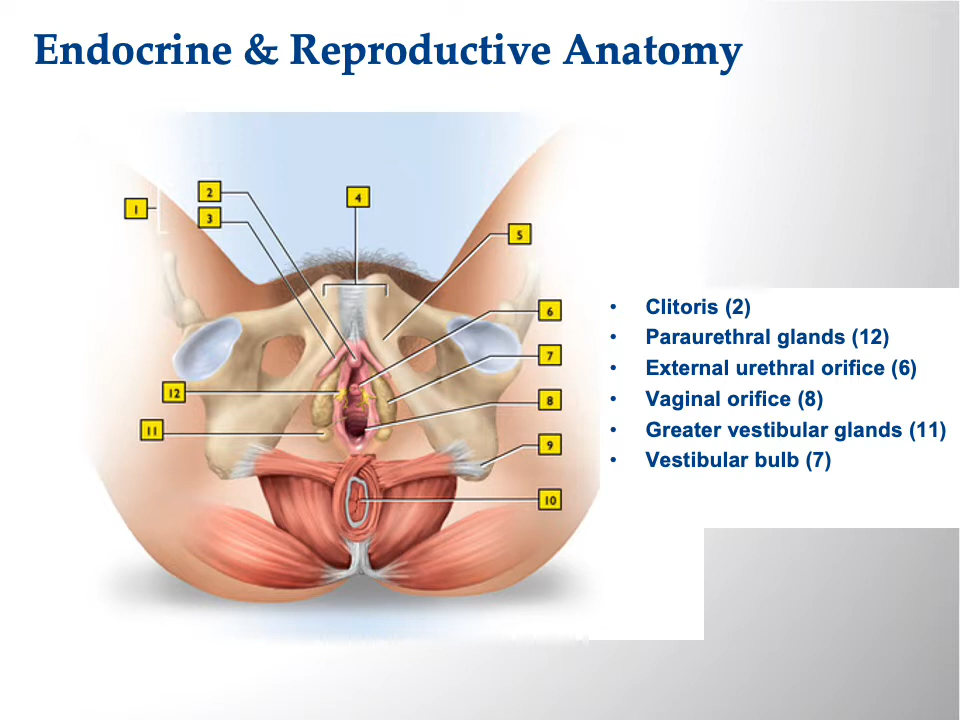 Endocrine & Reproductive Anatomy
1
2
3
4
5
6
7
8
9
10
11
12
• Clitoris (2)
• Paraurethral glands (12)
• External urethral orifice (6)
• Vaginal orifice (8)
• Greater vestibular glands (11)
• Vestibular bulb (7)